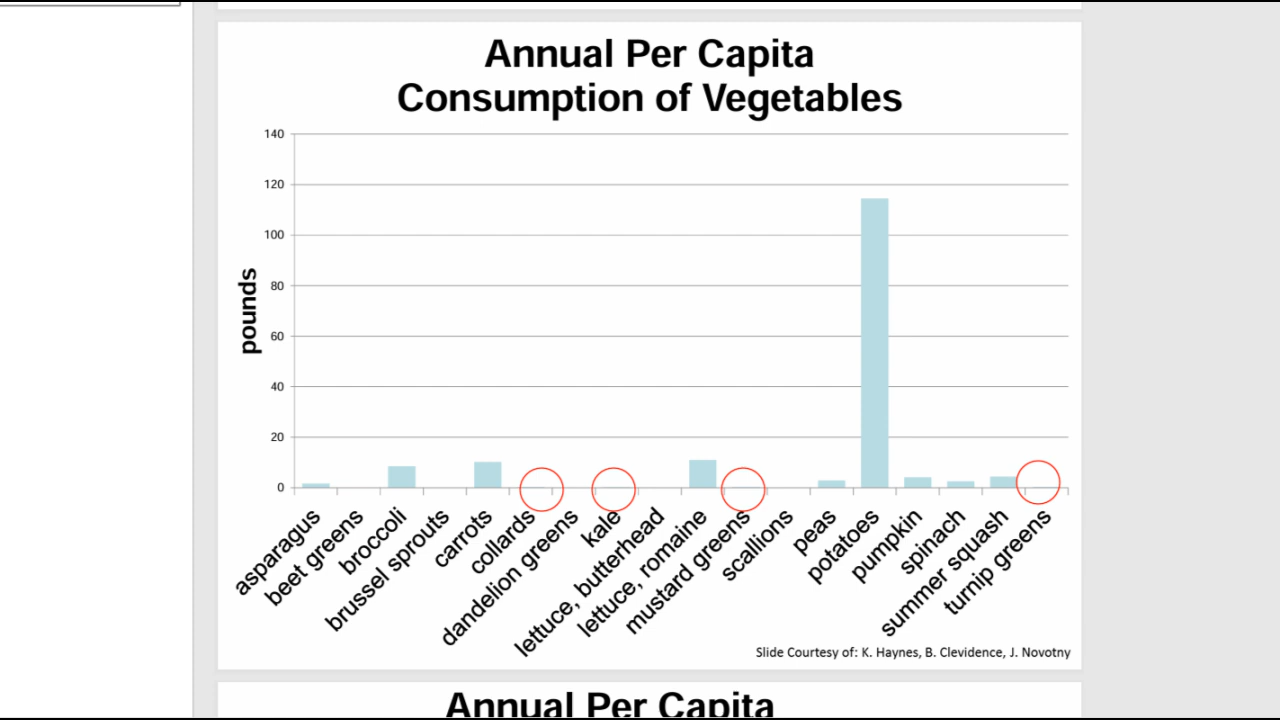 Annual Per Capita
Consumption of Vegetables
pounds
140
120
100
80
60
40
20
0
asparagus
beet greens
broccoli
brussel sprouts
carrots
collards
dandelion greens
kale
lettuce, butterhead
lettuce, romaine
mustard greens
scallions
peas
potatoes
pumpkin
spinach
summer squash
turnip greens
Slide Courtesy of: K. Haynes, B. Clevidence, J. Novotny
Annual Per Capita